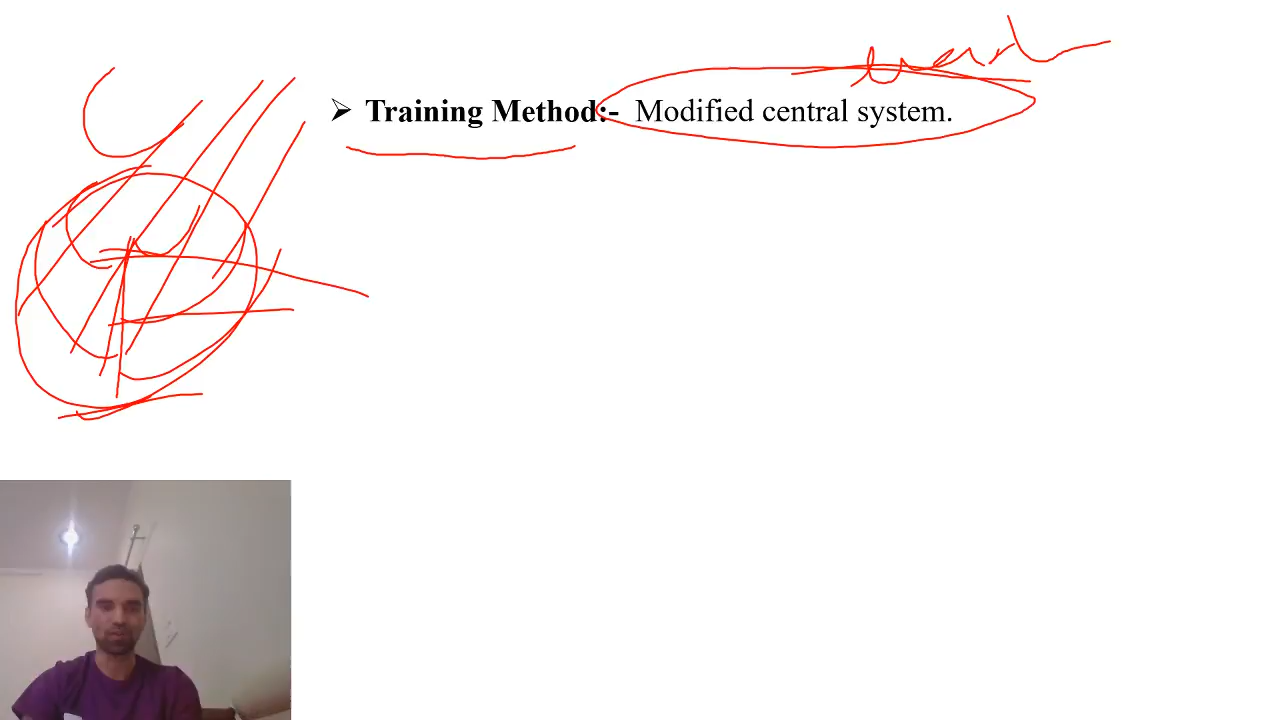 ➢ Training Method:- Modified central system.